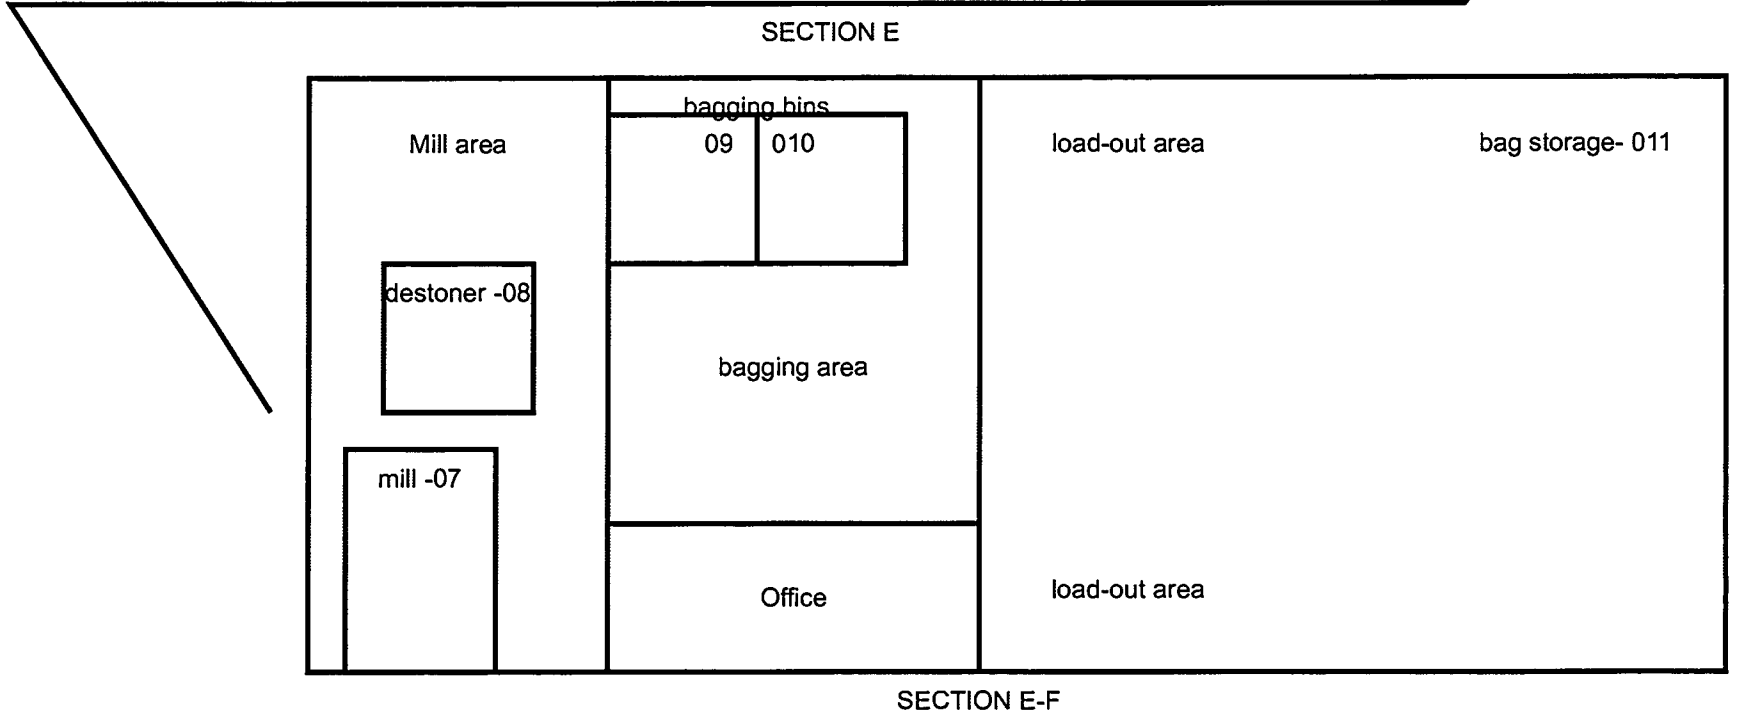 SECTION E
bagging bins
Mill area
09
010
load-out area
bag storage- 011
destoner -08
bagging area
mill -07
Office
load-out area
SECTION E-F